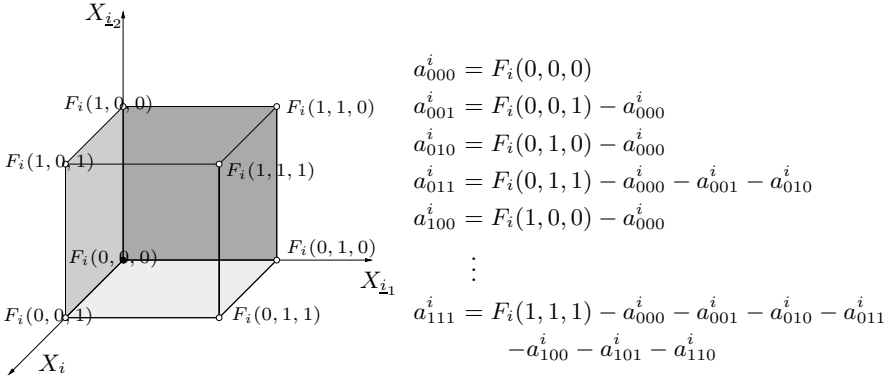 X_{\underline{i}_2}
F_i(1, 0, 0)
F_i(1, 1, 0)
F_i(1, 0, 1)
F_i(1, 1, 1)
F_i(0, 0, 0)
F_i(0, 1, 0)
X_{\underline{i}_1}
F_i(0, 0, 1)
F_i(0, 1, 1)
X_i
a^i_{000} = F_i(0, 0, 0)
a^i_{001} = F_i(0, 0, 1) − a^i_{000}
a^i_{010} = F_i(0, 1, 0) − a^i_{000}
a^i_{011} = F_i(0, 1, 1) − a^i_{000} − a^i_{001} − a^i_{010}
a^i_{100} = F_i(1, 0, 0) − a^i_{000}
⋮
a^i_{111} = F_i(1, 1, 1) − a^i_{000} − a^i_{001} − a^i_{010} − a^i_{011}
−a^i_{100} − a^i_{101} − a^i_{110}